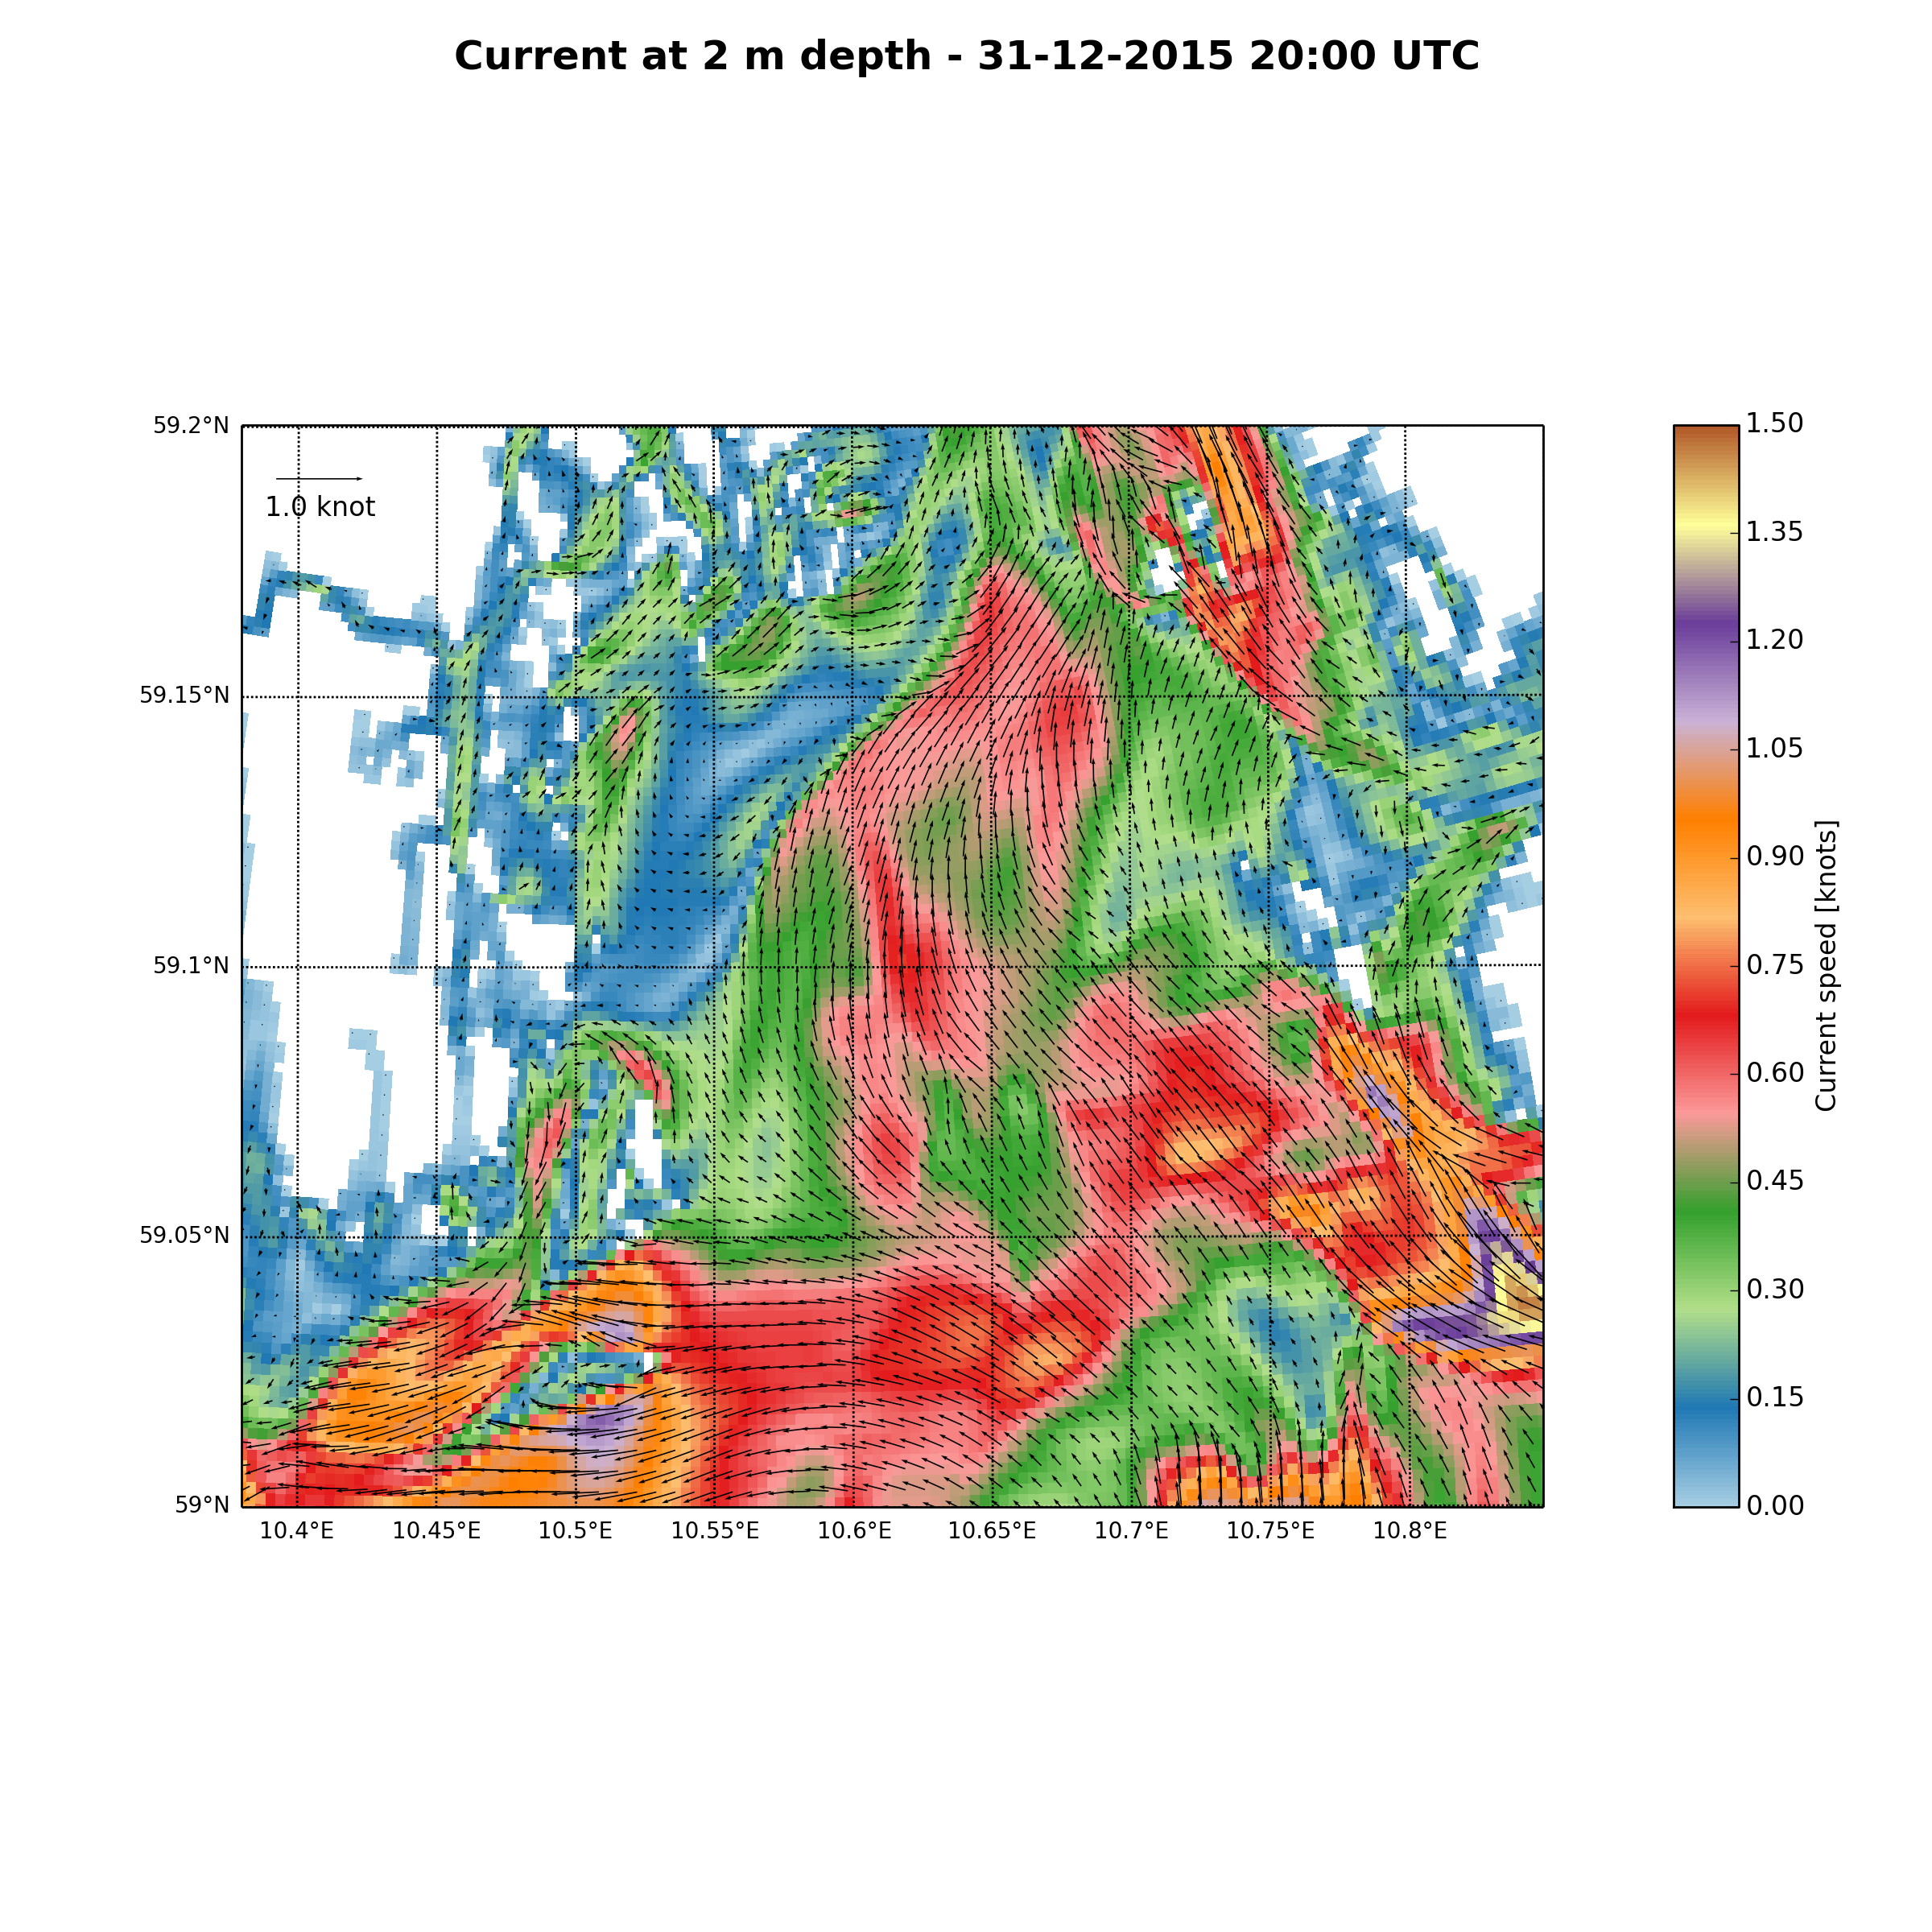 Current at 2 m depth - 31-12-2015 20:00 UTC
59.2°N
59.15°N
59.1°N
59.05°N
59°N
1.0 knot
10.4°E
10.45°E
10.5°E
10.55°E
10.6°E
10.65°E
10.7°E
10.75°E
10.8°E
1.50
1.35
1.20
1.05
0.90
0.75
0.60
0.45
0.30
0.15
0.00
Current speed [knots]